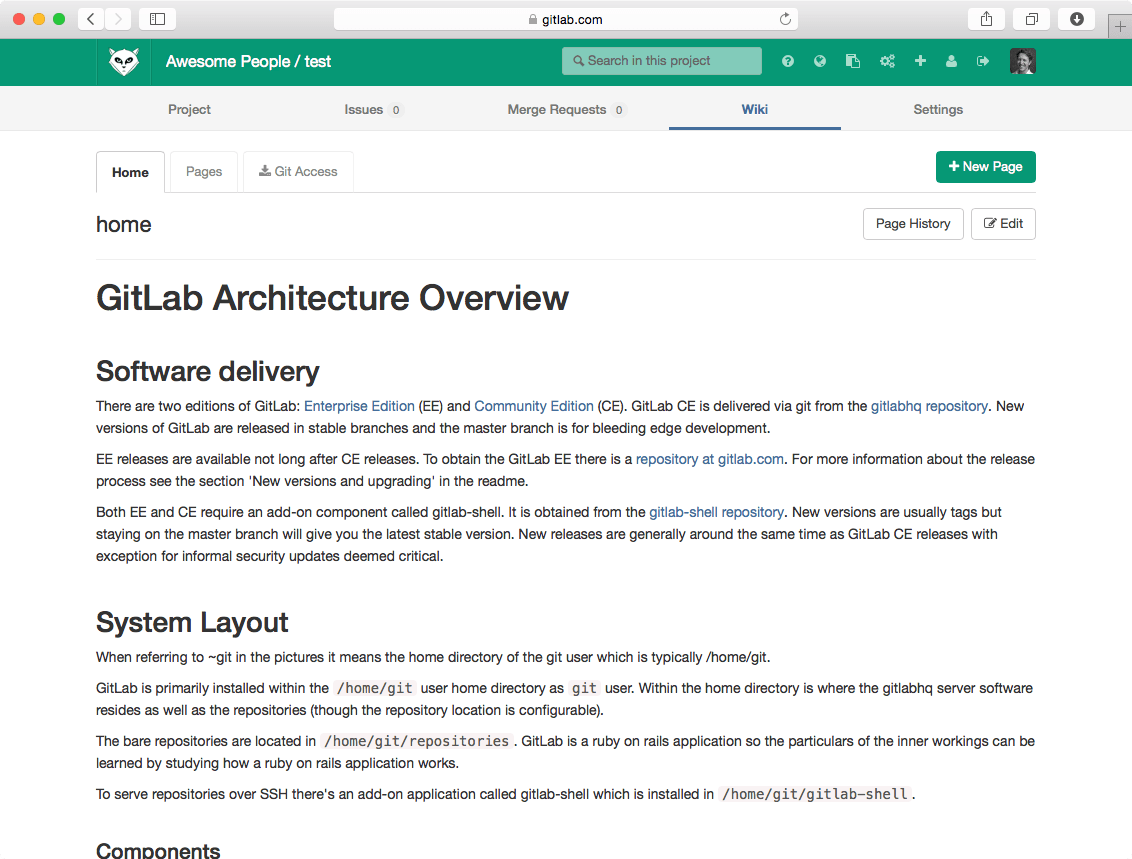 gitlab.com
Awesome People / test
Search in this project
Project
Issues 0
Merge Requests 0
Wiki
Settings
Home
Pages
Git Access
New Page
home
Page History
Edit
GitLab Architecture Overview
Software delivery
There are two editions of GitLab: Enterprise Edition (EE) and Community Edition (CE). GitLab CE is delivered via git from the gitlabhq repository. New
versions of GitLab are released in stable branches and the master branch is for bleeding edge development.
EE releases are available not long after CE releases. To obtain the GitLab EE there is a repository at gitlab.com. For more information about the release
process see the section 'New versions and upgrading' in the readme.
Both EE and CE require an add-on component called gitlab-shell. It is obtained from the gitlab-shell repository. New versions are usually tags but
staying on the master branch will give you the latest stable version. New releases are generally around the same time as GitLab CE releases with
exception for informal security updates deemed critical.
System Layout
When referring to ~git in the pictures it means the home directory of the git user which is typically /home/git.
GitLab is primarily installed within the /home/git user home directory as git user. Within the home directory is where the gitlabhq server software
resides as well as the repositories (though the repository location is configurable).
The bare repositories are located in /home/git/repositories. GitLab is a ruby on rails application so the particulars of the inner workings can be
learned by studying how a ruby on rails application works.
To serve repositories over SSH there's an add-on application called gitlab-shell which is installed in /home/git/gitlab-shell.
Components